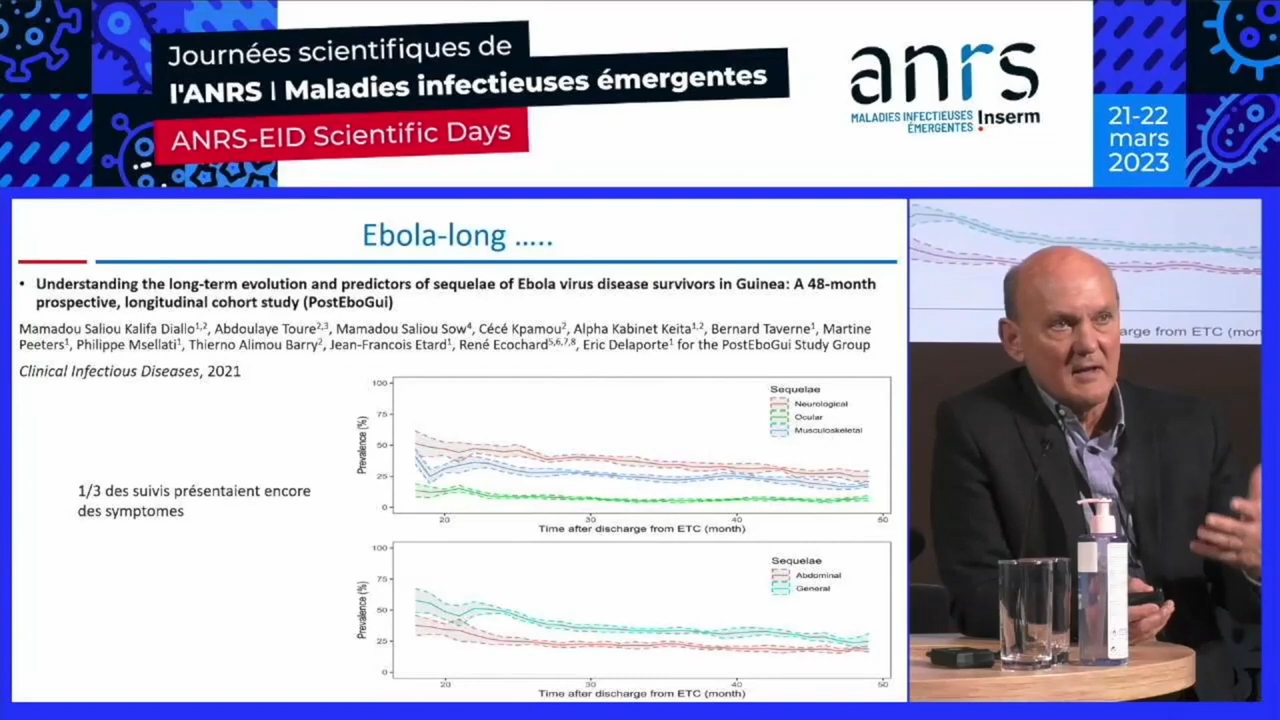 Journées scientifiques de
l'ANRS | Maladies infectieuses émergentes
ANRS-EID Scientific Days
anrs
MALADIES INFECTIEUSES
ÉMERGENTES
Inserm
21-22
mars
2023
Ebola-long .....
• Understanding the long-term evolution and predictors of sequelae of Ebola virus disease survivors in Guinea: A 48-month
prospective, longitudinal cohort study (PostEboGui)
Mamadou Saliou Kalifa Diallo1,2, Abdoulaye Toure2,3, Mamadou Saliou Sow4, Cécé Kpamou2, Alpha Kabinet Keita1,2, Bernard Taverne1, Martine
Peeters1, Philippe Msellati1, Thierno Alimou Barry2, Jean-Francois Etard1, René Ecochard5,6,7,8, Eric Delaporte1 for the PostEboGui Study Group
Clinical Infectious Diseases, 2021
1/3 des suivis présentaient encore
des symptomes
Prevalence (%)
100
75
50
25
0
Sequelae
Neurological
Ocular
Musculoskeletal
20 30 40 50
Time after discharge from ETC (month)
Prevalence (%)
100
75
50
25
0
Sequelae
Abdominal
General
20 30 40 50
Time after discharge from ETC (month)
arge from ETC (mon